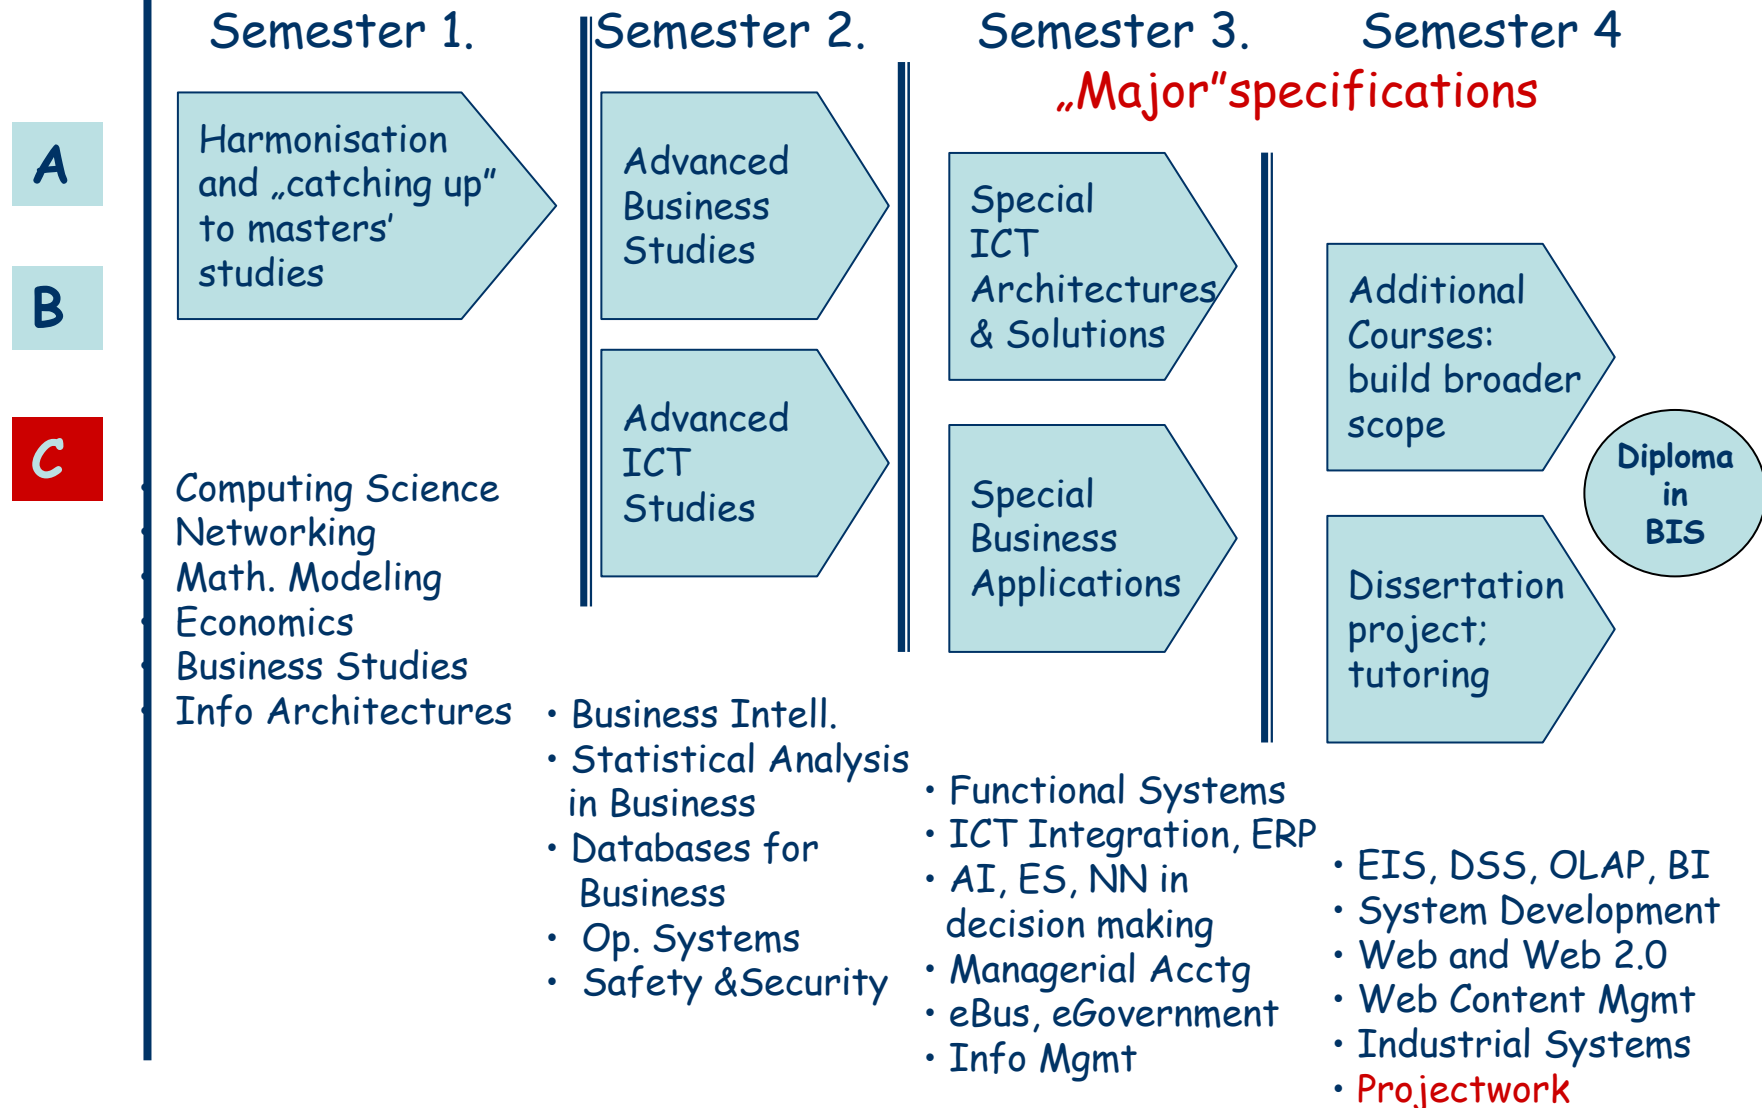 Semester 1.
Semester 2.
Semester 3.
Semester 4
„Major”specifications
A
B
C
Harmonisation
and „catching up”
to masters’
studies
• Computing Science
• Networking
• Math. Modeling
• Economics
• Business Studies
• Info Architectures
Advanced
Business
Studies
Advanced
ICT
Studies
• Business Intell.
• Statistical Analysis
in Business
• Databases for
Business
• Op. Systems
• Safety &Security
Special
ICT
Architectures
& Solutions
Special
Business
Applications
• Functional Systems
• ICT Integration, ERP
• AI, ES, NN in
decision making
• Managerial Acctg
• eBus, eGovernment
• Info Mgmt
Additional
Courses:
build broader
scope
Dissertation
project;
tutoring
Diploma
in
BIS
• EIS, DSS, OLAP, BI
• System Development
• Web and Web 2.0
• Web Content Mgmt
• Industrial Systems
• Projectwork